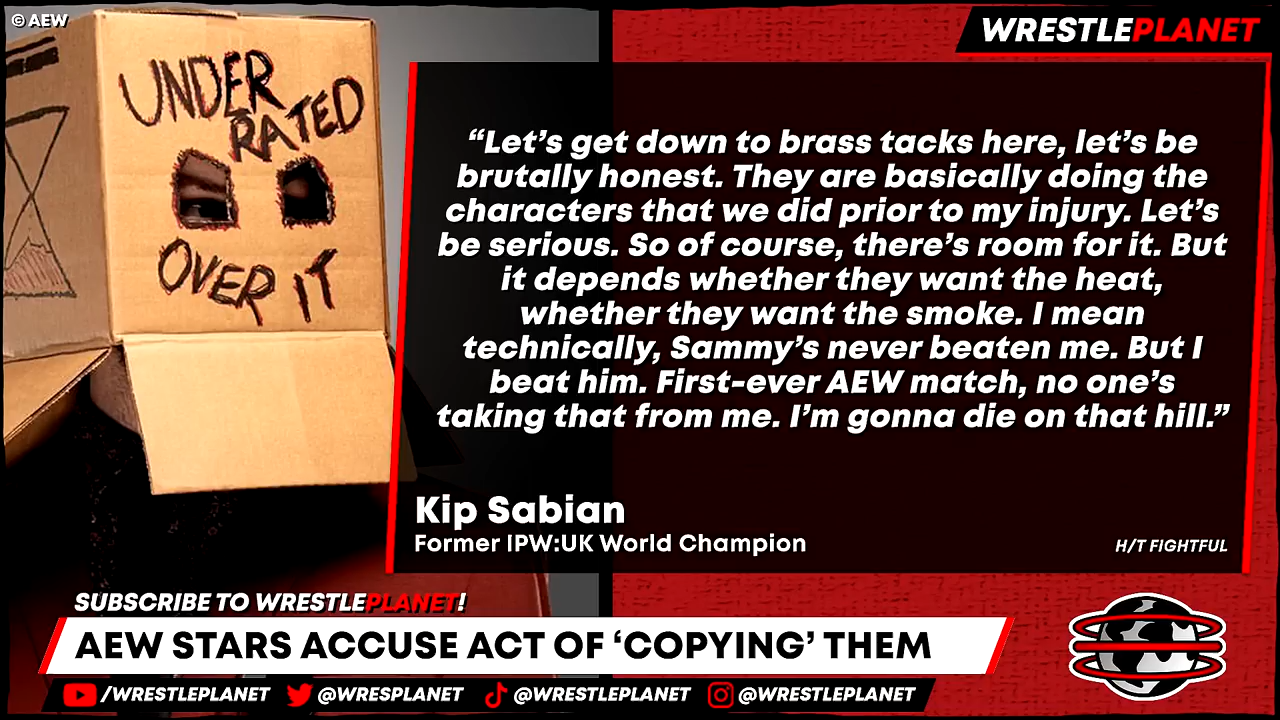 © AEW
WRESTLEPLANET
UNDER
RATED
OVER IT
“Let’s get down to brass tacks here, let’s be
brutally honest. They are basically doing the
characters that we did prior to my injury. Let’s
be serious. So of course, there’s room for it. But
it depends whether they want the heat,
whether they want the smoke. I mean
technically, Sammy’s never beaten me. But I
beat him. First-ever AEW match, no one’s
taking that from me. I’m gonna die on that hill.”
Kip Sabian
Former IPW:UK World Champion
H/T FIGHTFUL
SUBSCRIBE TO WRESTLEPLANET!
AEW STARS ACCUSE ACT OF ‘COPYING’ THEM
/WRESTLEPLANET @WRESPLANET @WRESTLEPLANET @WRESTLEPLANET